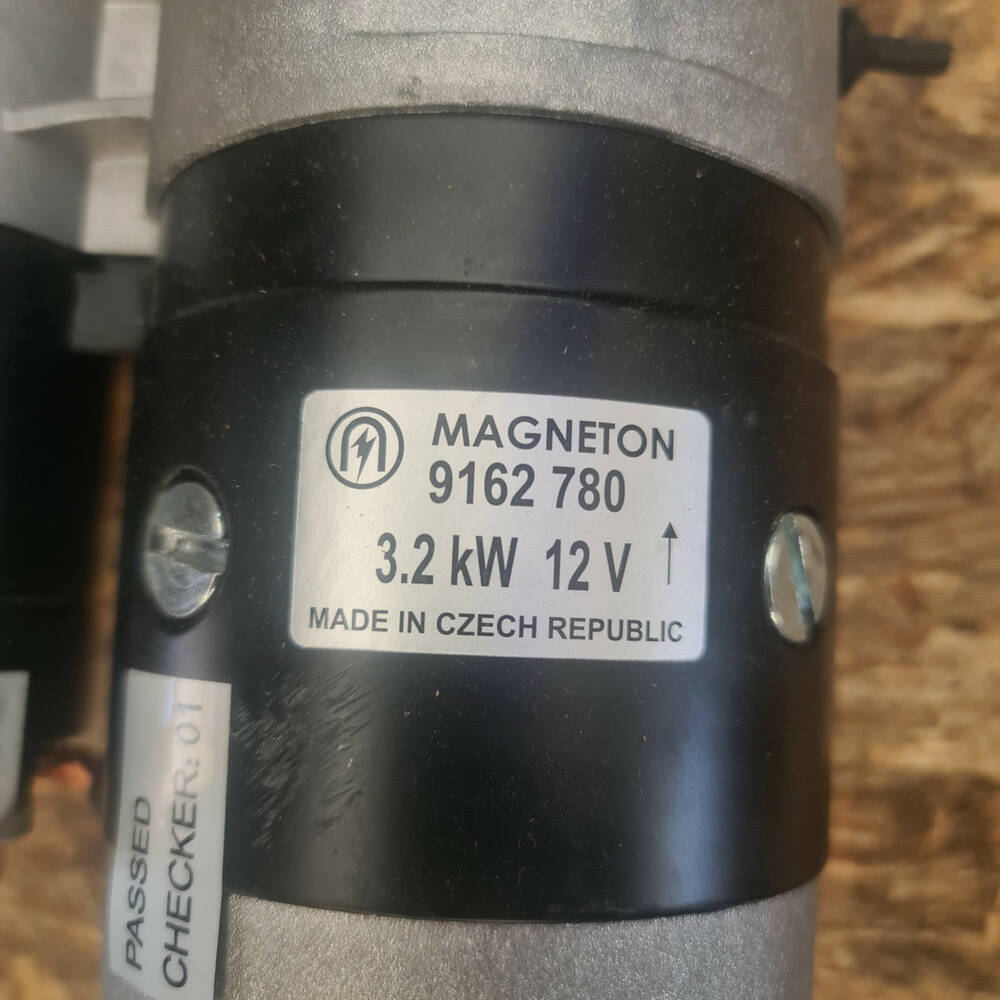 MAGNETON
9162 780
3.2 kW 12 V ↑
MADE IN CZECH REPUBLIC
PASSED
CHECKER: 01